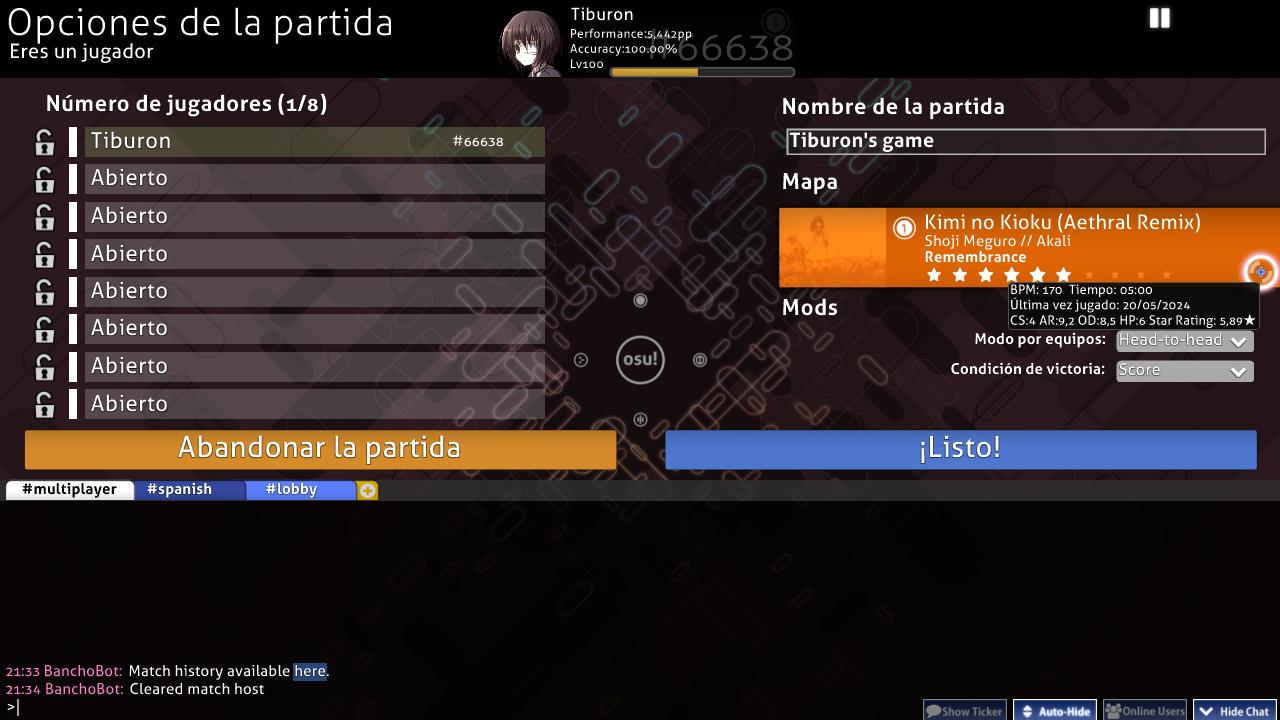 Opciones de la partida
Eres un jugador
Tiburon
Performance:5,442pp
Accuracy:100.00%
Lv100
#66638
Número de jugadores (1/8)
Tiburon #66638
Abierto
Abierto
Abierto
Abierto
Abierto
Abierto
Abierto
Nombre de la partida
Tiburon's game
Mapa
1
Kimi no Kioku (Aethral Remix)
Shoji Meguro // Akali
Remembrance
BPM: 170 Tiempo: 05:00
Última vez jugado: 20/05/2024
CS:4 AR:9,2 OD:8,5 HP:6 Star Rating: 5,89★
Mods
Modo por equipos: Head-to-head
Condición de victoria: Score
osu!
Abandonar la partida
¡Listo!
#multiplayer #spanish #lobby
21:33 BanchoBot: Match history available here.
21:34 BanchoBot: Cleared match host
>|
Show Ticker Auto-Hide Online Users Hide Chat